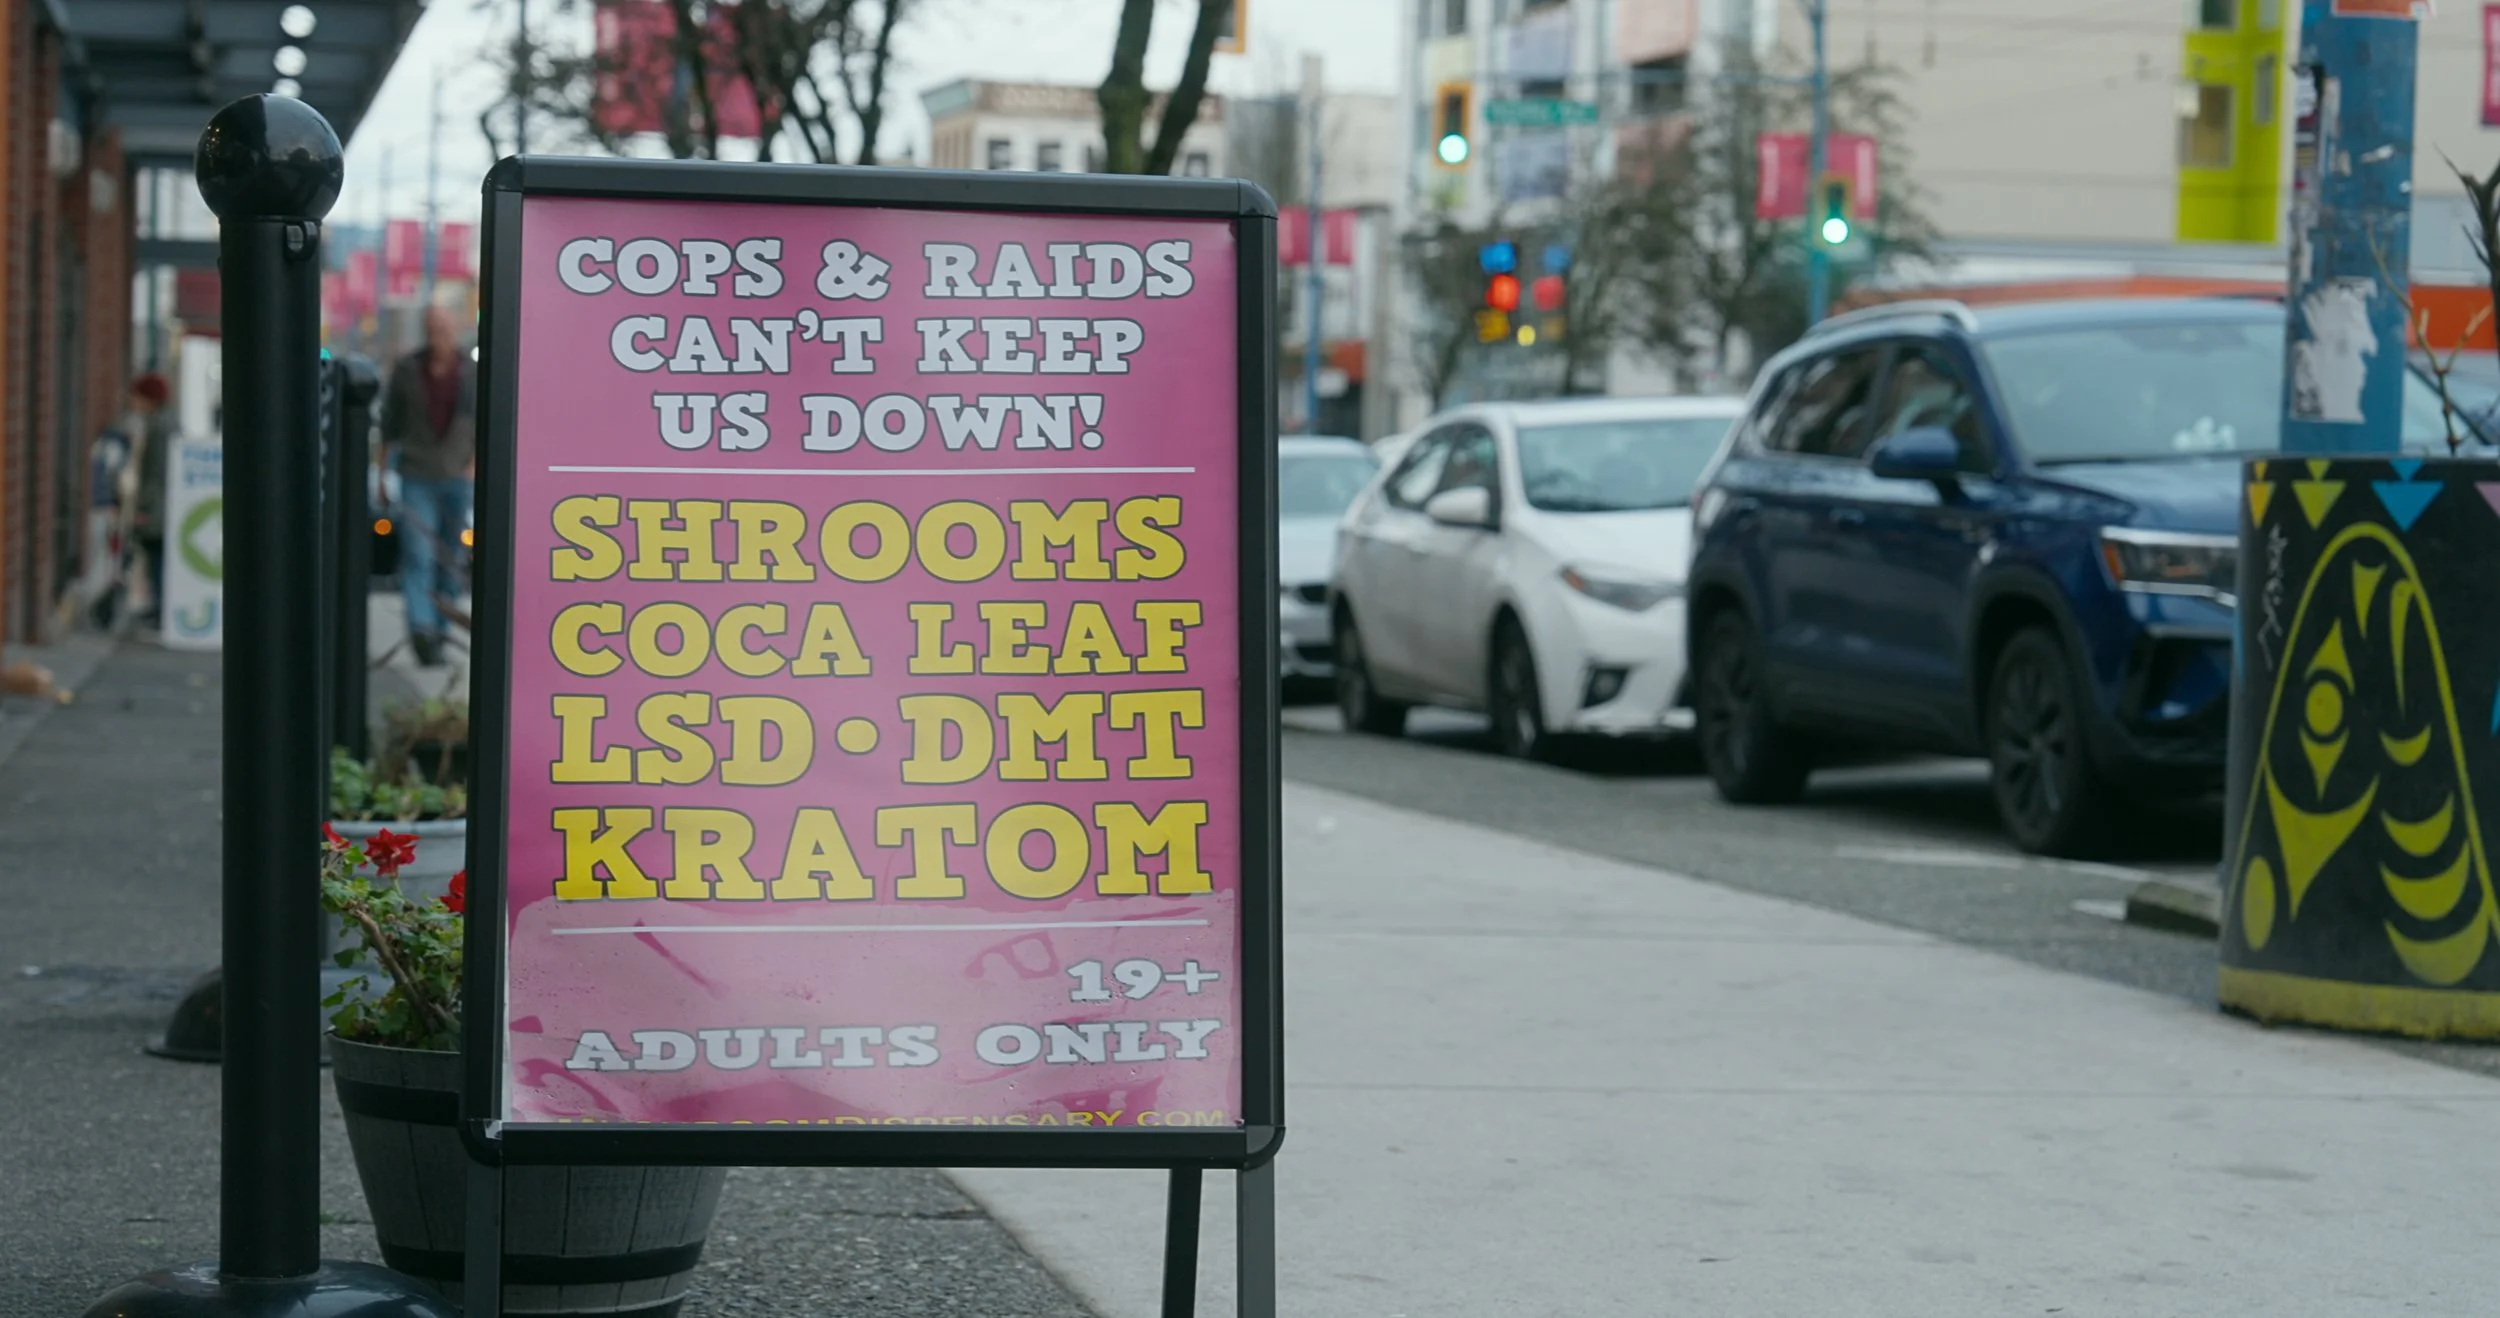 COPS & RAIDS
CAN'T KEEP
US DOWN!
SHROOMS
COCA LEAF
LSD • DMT
KRATOM
19+
ADULTS ONLY